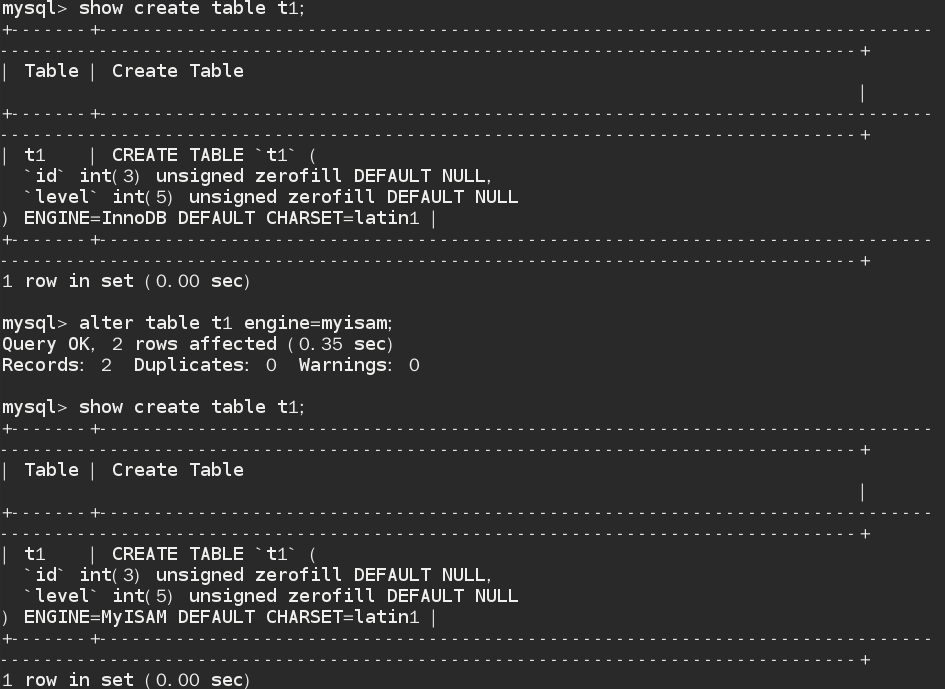 mysql> show create table t1;
+-------+----------------------------------------------------------------------------
------------------------------------------------------------------------------+
| Table | Create Table
|
+-------+----------------------------------------------------------------------------
------------------------------------------------------------------------------+
| t1    | CREATE TABLE `t1` (
  `id` int(3) unsigned zerofill DEFAULT NULL,
  `level` int(5) unsigned zerofill DEFAULT NULL
) ENGINE=InnoDB DEFAULT CHARSET=latin1 |
+-------+----------------------------------------------------------------------------
------------------------------------------------------------------------------+
1 row in set (0.00 sec)
mysql> alter table t1 engine=myisam;
Query OK, 2 rows affected (0.35 sec)
Records: 2  Duplicates: 0  Warnings: 0
mysql> show create table t1;
+-------+----------------------------------------------------------------------------
------------------------------------------------------------------------------+
| Table | Create Table
|
+-------+----------------------------------------------------------------------------
------------------------------------------------------------------------------+
| t1    | CREATE TABLE `t1` (
  `id` int(3) unsigned zerofill DEFAULT NULL,
  `level` int(5) unsigned zerofill DEFAULT NULL
) ENGINE=MyISAM DEFAULT CHARSET=latin1 |
+-------+----------------------------------------------------------------------------
------------------------------------------------------------------------------+
1 row in set (0.00 sec)